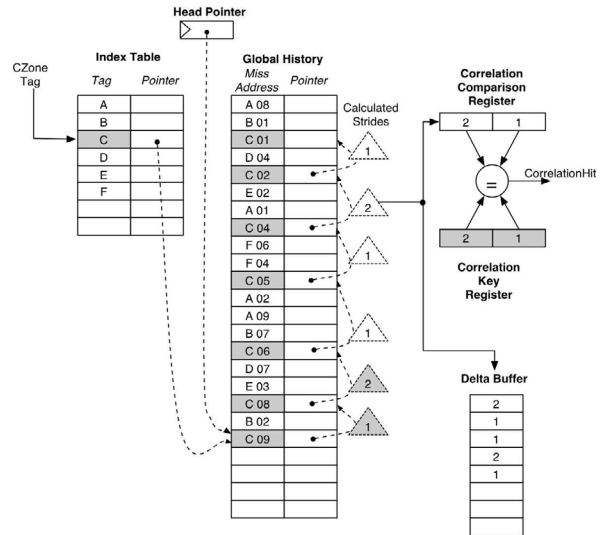 Head Pointer
CZone
Tag
Index Table
Tag Pointer
A
B
C
D
E
F
Global History
Miss
Address Pointer
A 08
B 01
C 01
D 04
C 02
E 02
A 01
C 04
F 06
F 04
C 05
A 02
A 09
B 07
C 06
D 07
E 03
C 08
B 02
C 09
Calculated
Strides
1
2
1
1
2
1
Correlation
Comparison
Register
2 1
=
CorrelationHit
2 1
Correlation
Key
Register
Delta Buffer
2
1
1
2
1